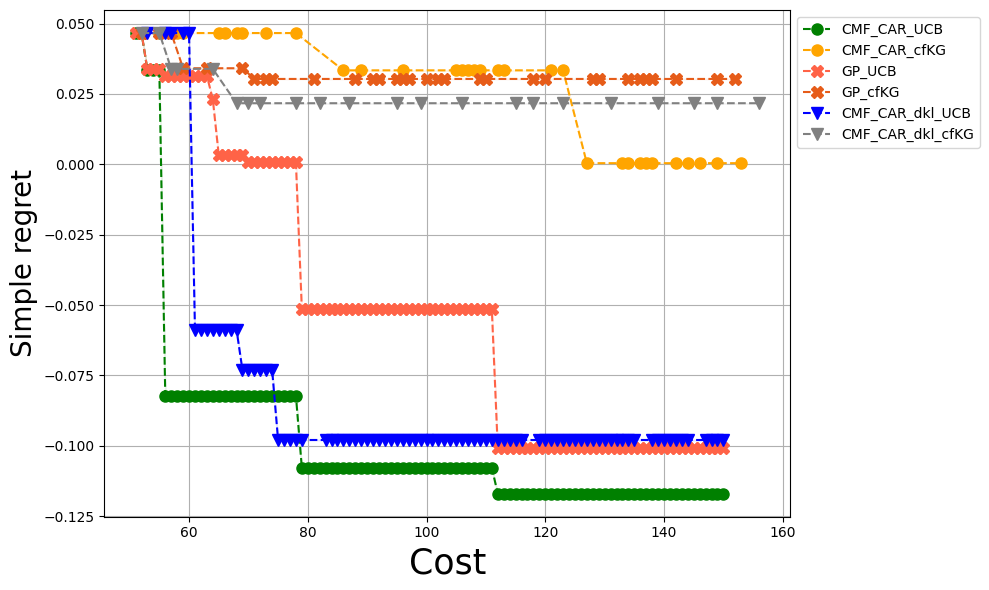 0.050
0.025
0.000
−0.025
−0.050
−0.075
−0.100
−0.125
Simple regret
60
80
100
120
140
160
Cost
CMF_CAR_UCB
CMF_CAR_cfKG
GP_UCB
GP_cfKG
CMF_CAR_dkl_UCB
CMF_CAR_dkl_cfKG